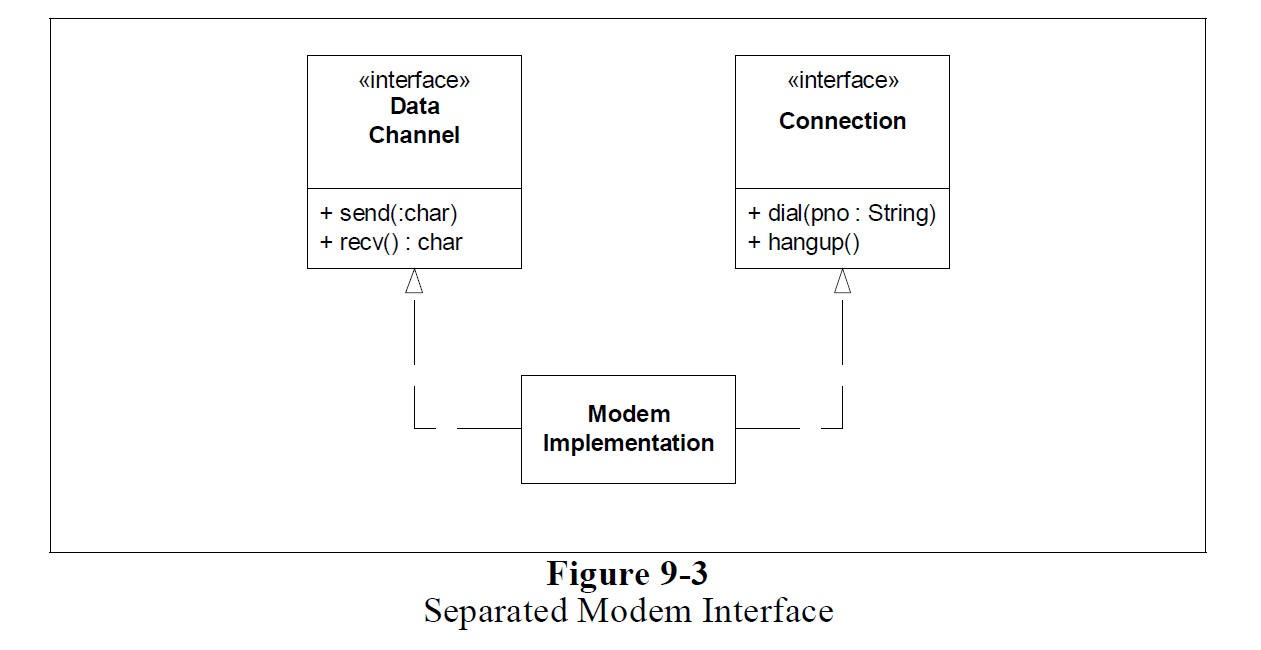 «interface»
Data
Channel
+ send(:char)
+ recv() : char
«interface»
Connection
+ dial(pno : String)
+ hangup()
Modem
Implementation
Figure 9-3
Separated Modem Interface